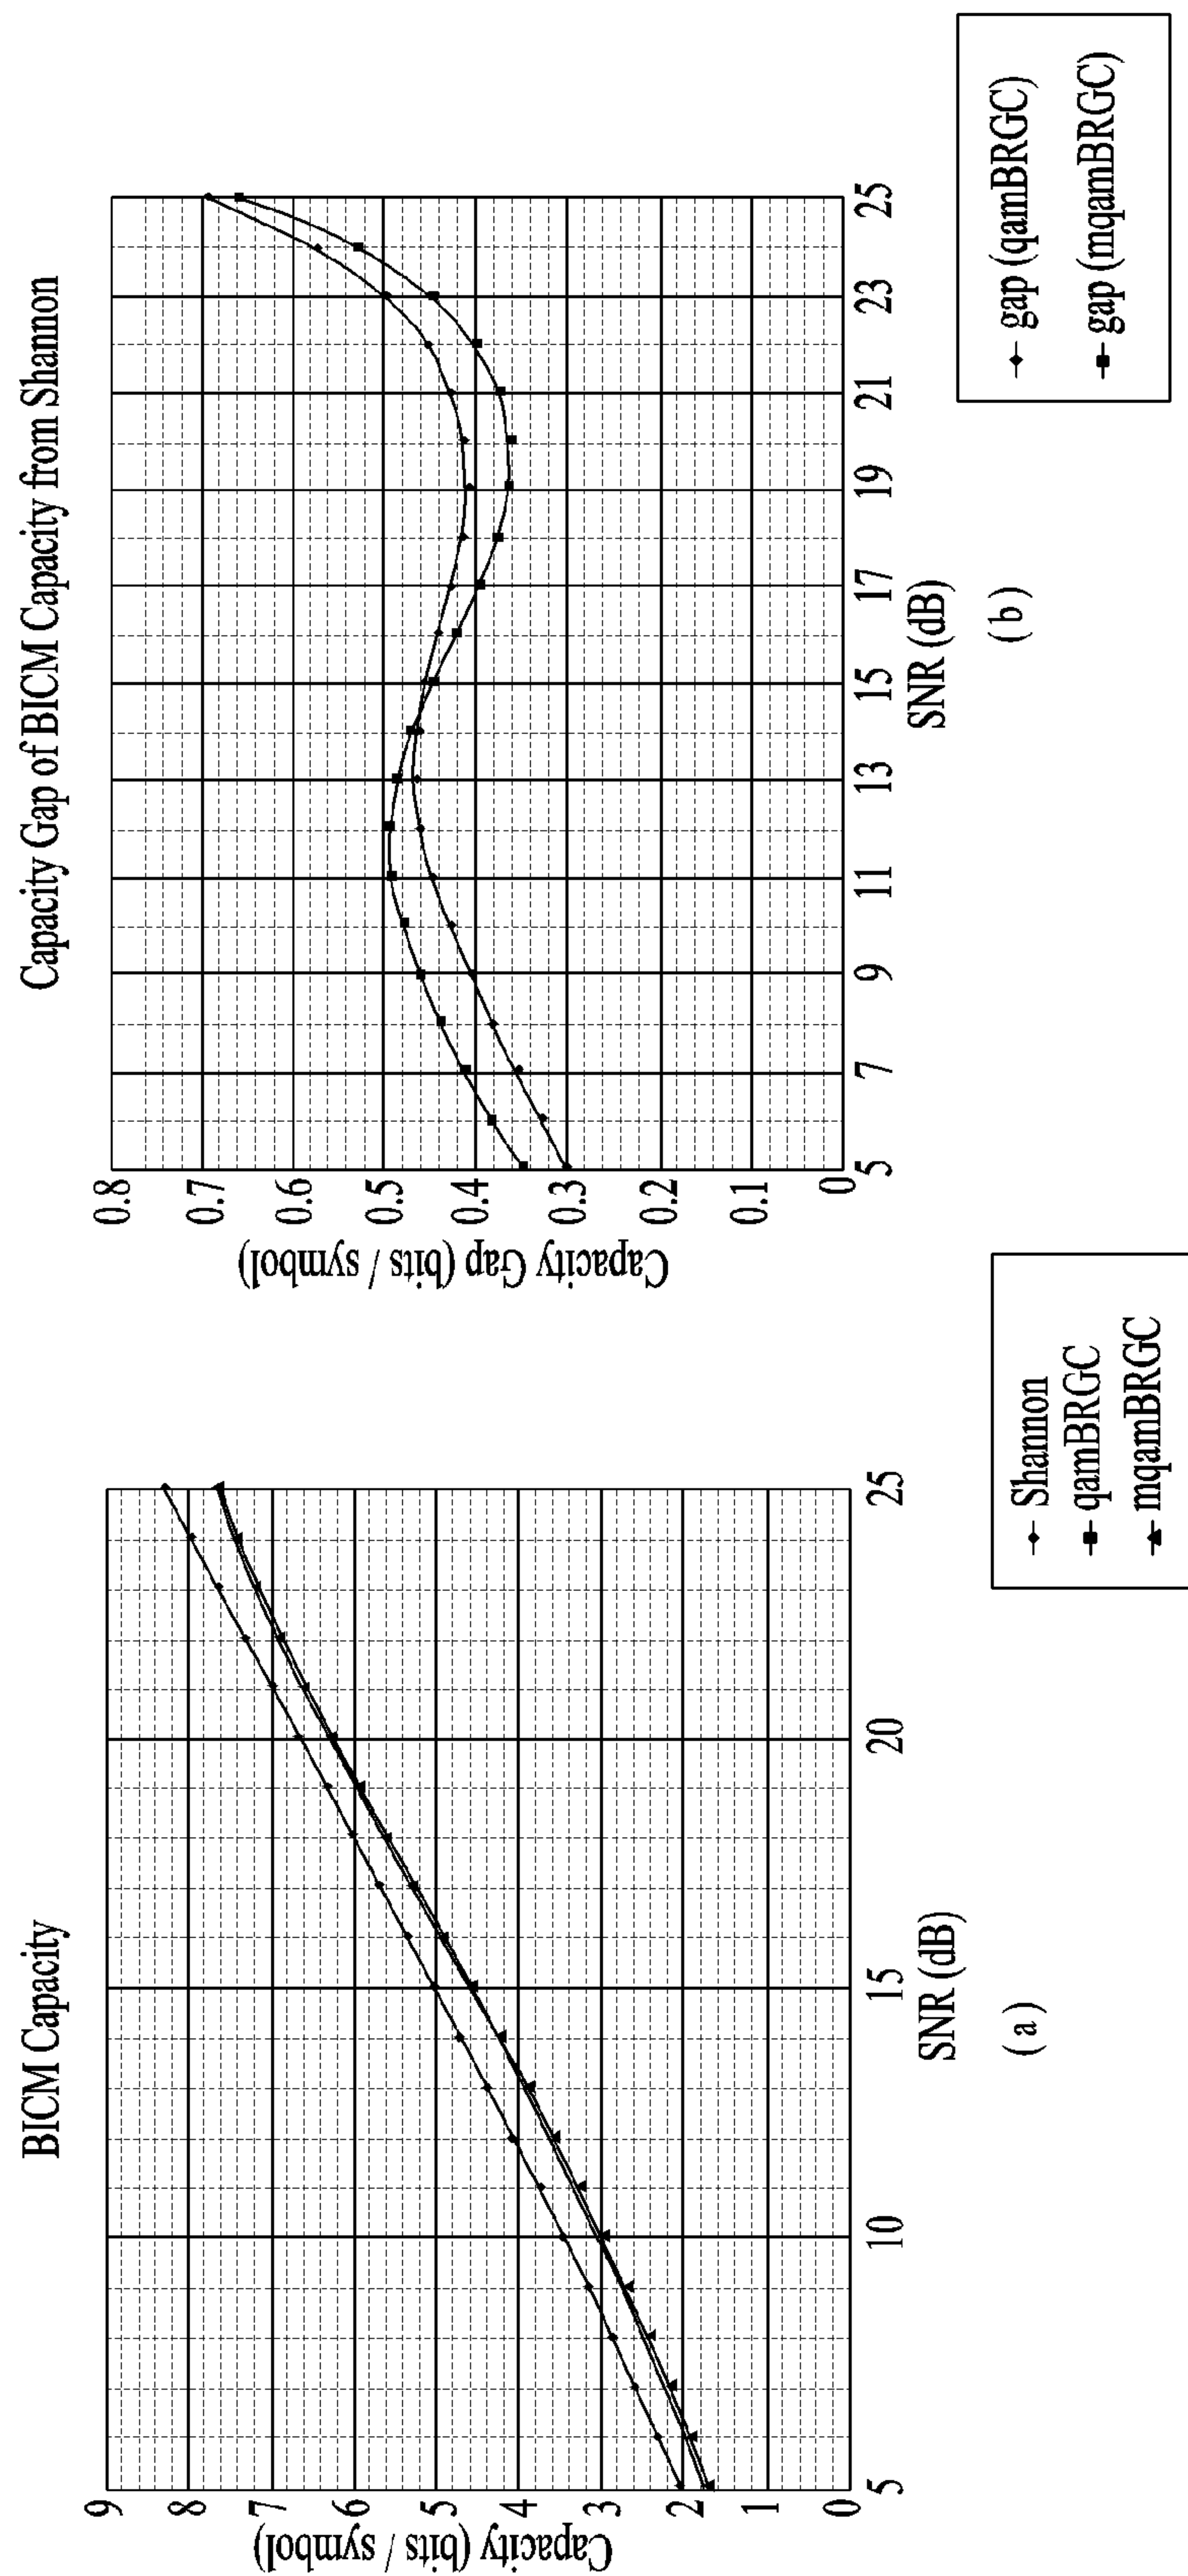 BICM Capacity
Capacity (bits / symbol)
9
8
7
6
5
4
3
2
1
0
5
10
15
20
25
SNR (dB)
( a )
Shannon
qamBRGC
mqamBRGC
Capacity Gap of BICM Capacity from Shannon
Capacity Gap (bits / symbol)
0.8
0.7
0.6
0.5
0.4
0.3
0.2
0.1
0
5
7
9
11
13
15
17
19
21
23
25
SNR (dB)
( b )
gap (qamBRGC)
gap (mqamBRGC)